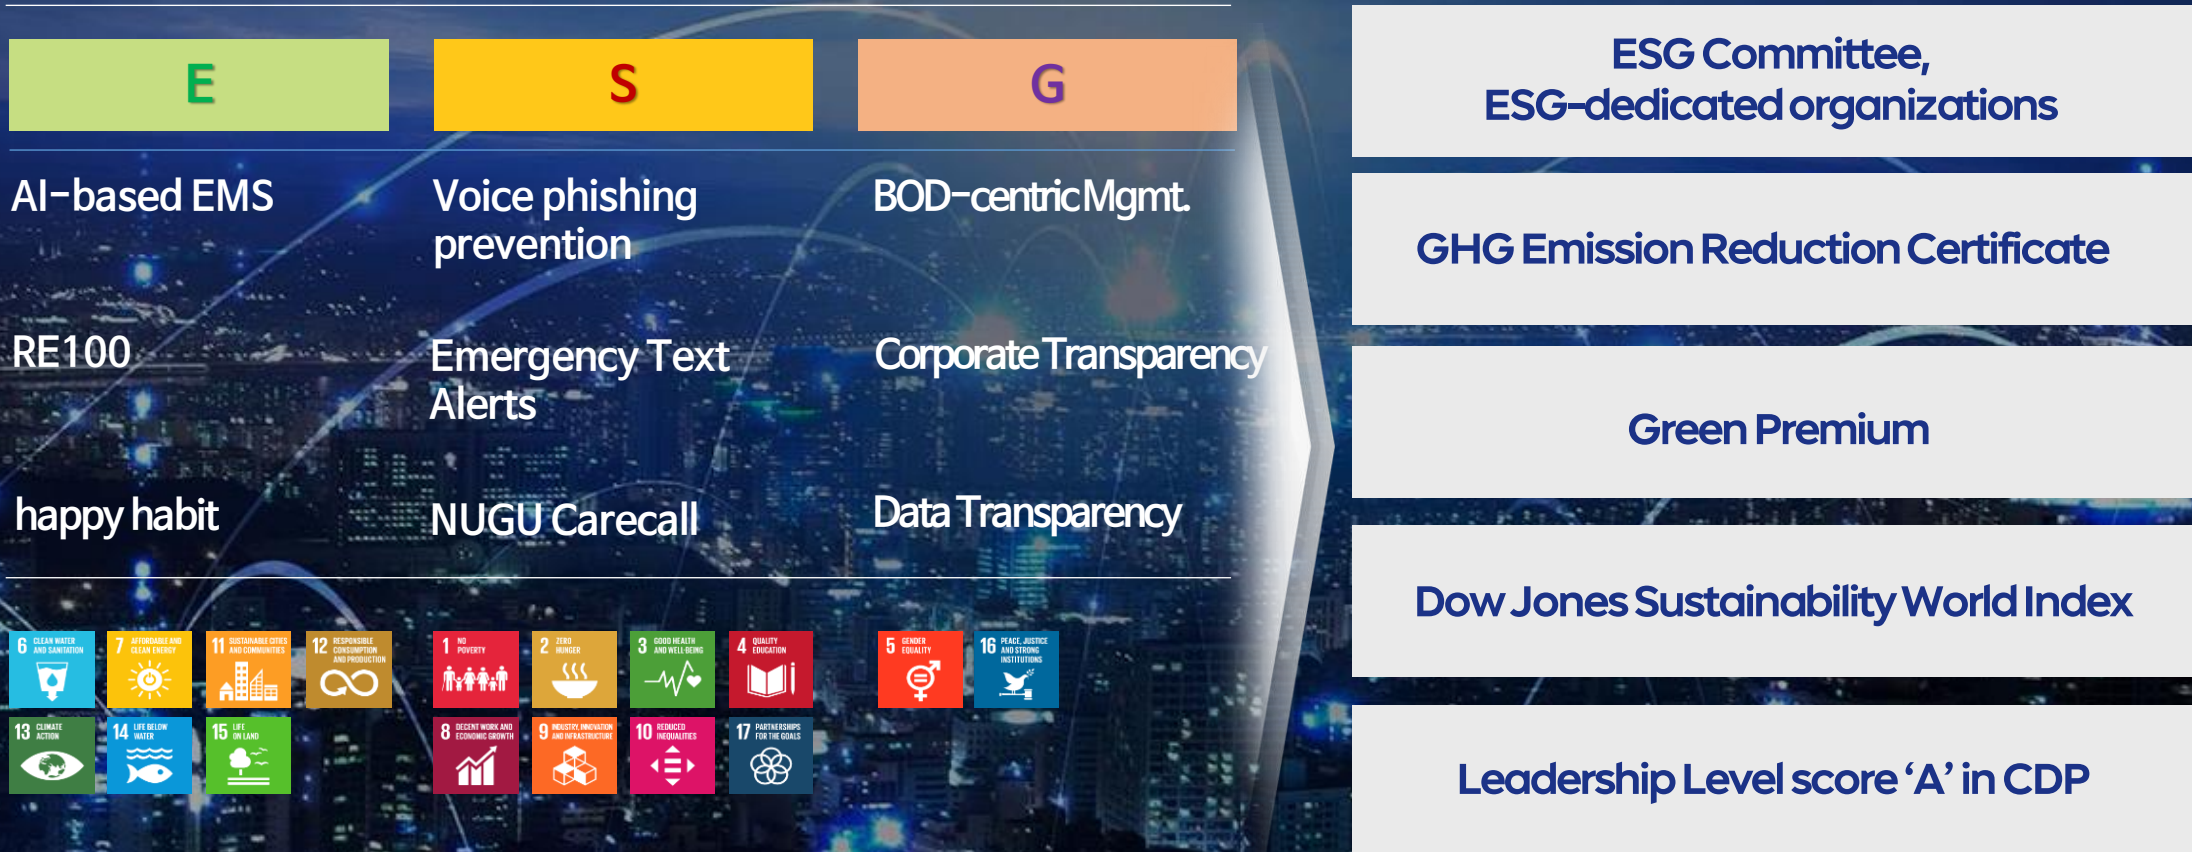 E
AI-based EMS
RE100
happy habit
6 CLEAN WATER
AND SANITATION
7 AFFORDABLE AND
CLEAN ENERGY
11 SUSTAINABLE CITIES
AND COMMUNITIES
12 RESPONSIBLE
CONSUMPTION
AND PRODUCTION
13 CLIMATE
ACTION
14 LIFE BELOW
WATER
15 LIFE
ON LAND
S
Voice phishing
prevention
Emergency Text
Alerts
NUGU Carecall
1 NO
POVERTY
2 ZERO
HUNGER
3 GOOD HEALTH
AND WELL-BEING
4 QUALITY
EDUCATION
8 DECENT WORK AND
ECONOMIC GROWTH
9 INDUSTRY, INNOVATION
AND INFRASTRUCTURE
10 REDUCED
INEQUALITIES
17 PARTNERSHIPS
FOR THE GOALS
G
BOD-centric Mgmt.
Corporate Transparency
Data Transparency
5 GENDER
EQUALITY
16 PEACE, JUSTICE
AND STRONG
INSTITUTIONS
ESG Committee,
ESG-dedicated organizations
GHG Emission Reduction Certificate
Green Premium
Dow Jones Sustainability World Index
Leadership Level score ‘A’ in CDP